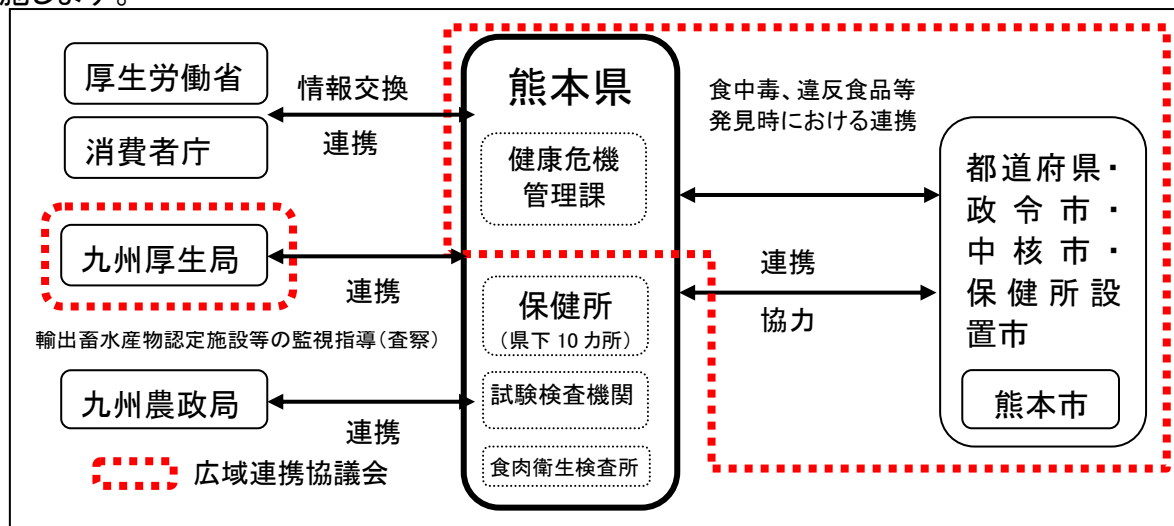 施します。
厚生労働省
消費者庁
情報交換
連携
九州厚生局
連携
輸出畜水産物認定施設等の監視指導(査察)
九州農政局
連携
広域連携協議会
熊本県
健康危機
管理課
保健所
(県下 10 カ所)
試験検査機関
食肉衛生検査所
食中毒、違反食品等
発見時における連携
連携
協力
都道府県・
政令市・
中核市・
保健所設
置市
熊本市